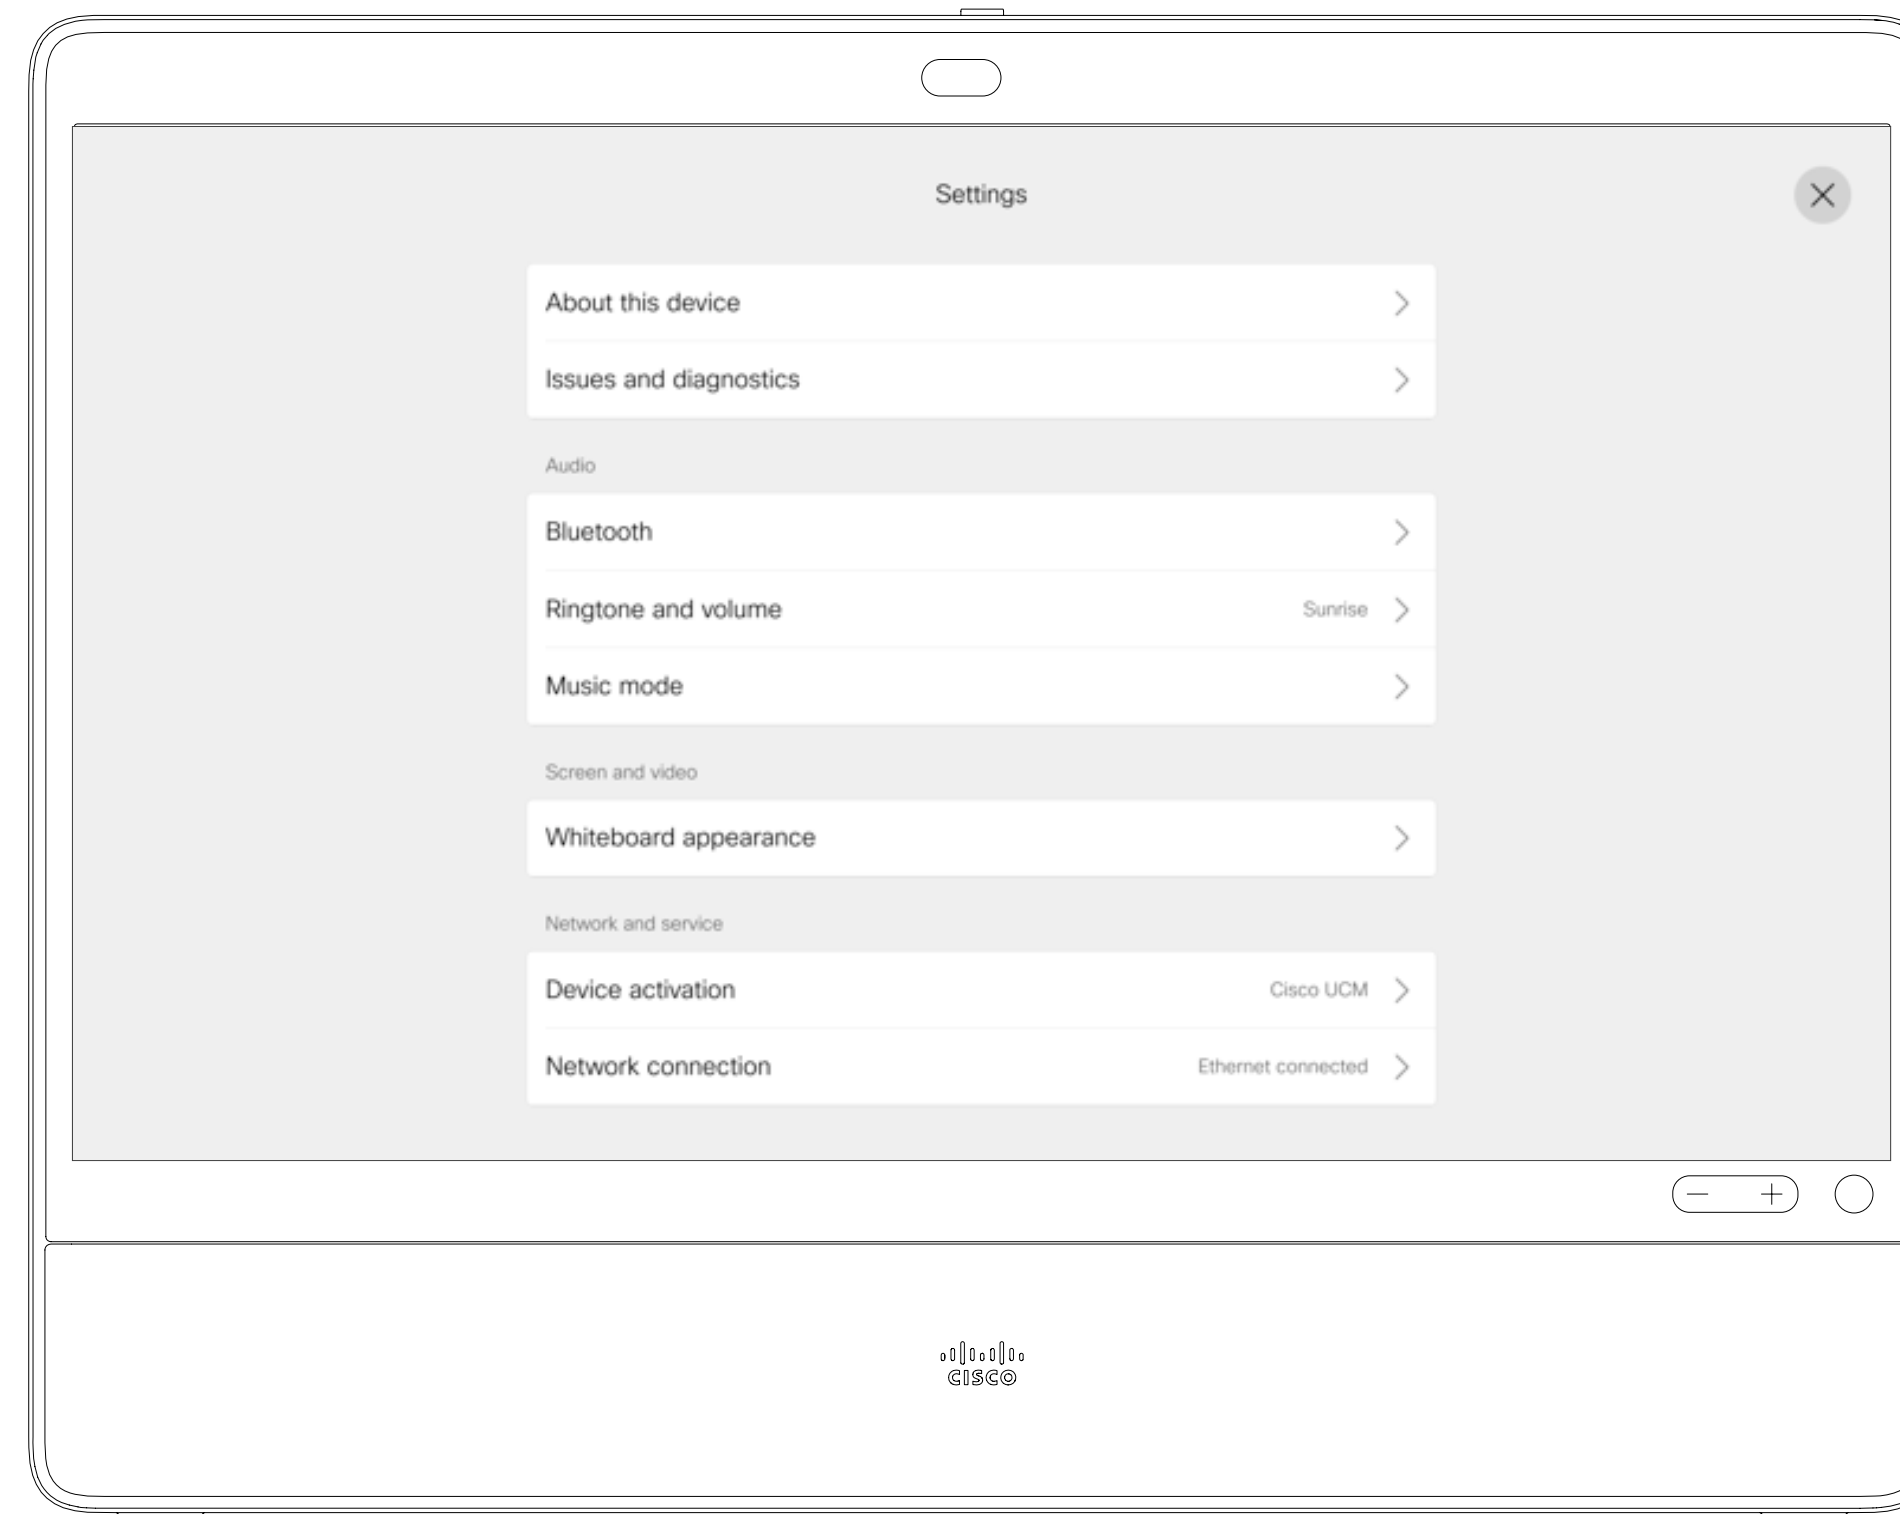 Settings
About this device
Issues and diagnostics
Audio
Bluetooth
Ringtone and volume Sunrise
Music mode
Screen and video
Whiteboard appearance
Network and service
Device activation Cisco UCM
Network connection Ethernet connected
CISCO